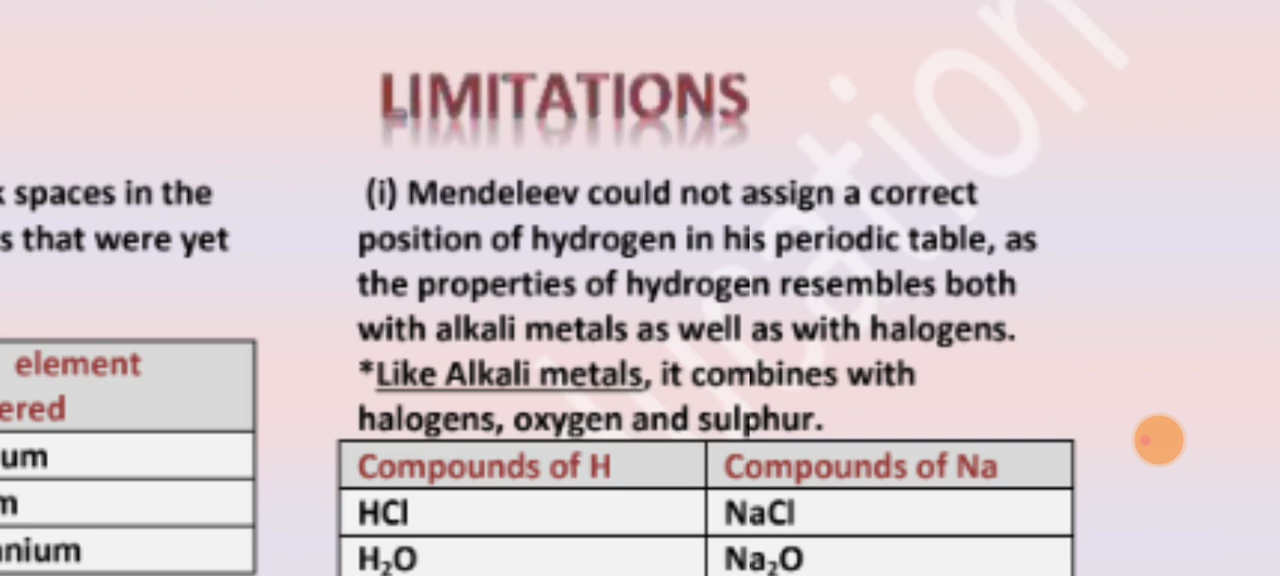 LIMITATIONS
spaces in the
s that were yet
element
ered
um
m
nium
(i) Mendeleev could not assign a correct
position of hydrogen in his periodic table, as
the properties of hydrogen resembles both
with alkali metals as well as with halogens.
*Like Alkali metals, it combines with
halogens, oxygen and sulphur.
Compounds of H Compounds of Na
HCl NaCl
H₂O Na₂O
ucation